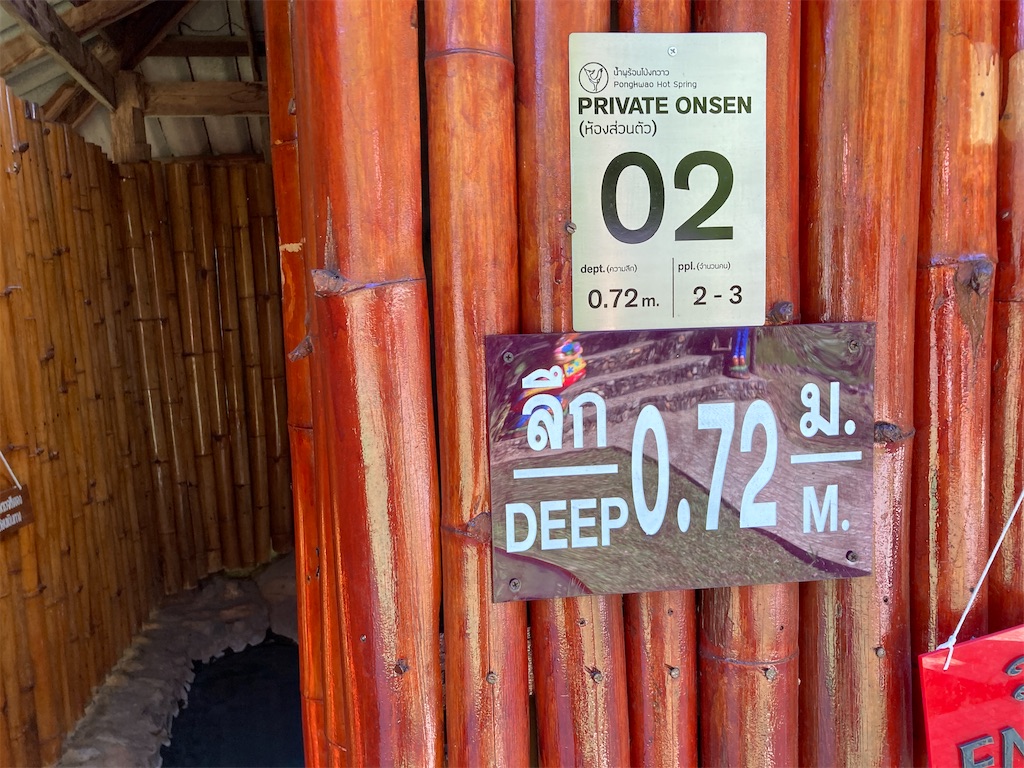 น้ำพุร้อนโป่งกวาว
Pongkwao Hot Spring
PRIVATE ONSEN
(ห้องส่วนตัว)
02
dept. (ความลึก)
0.72 m.
ppl. (จำนวนคน)
2 - 3
ลึก 0.72 ม.
DEEP M.